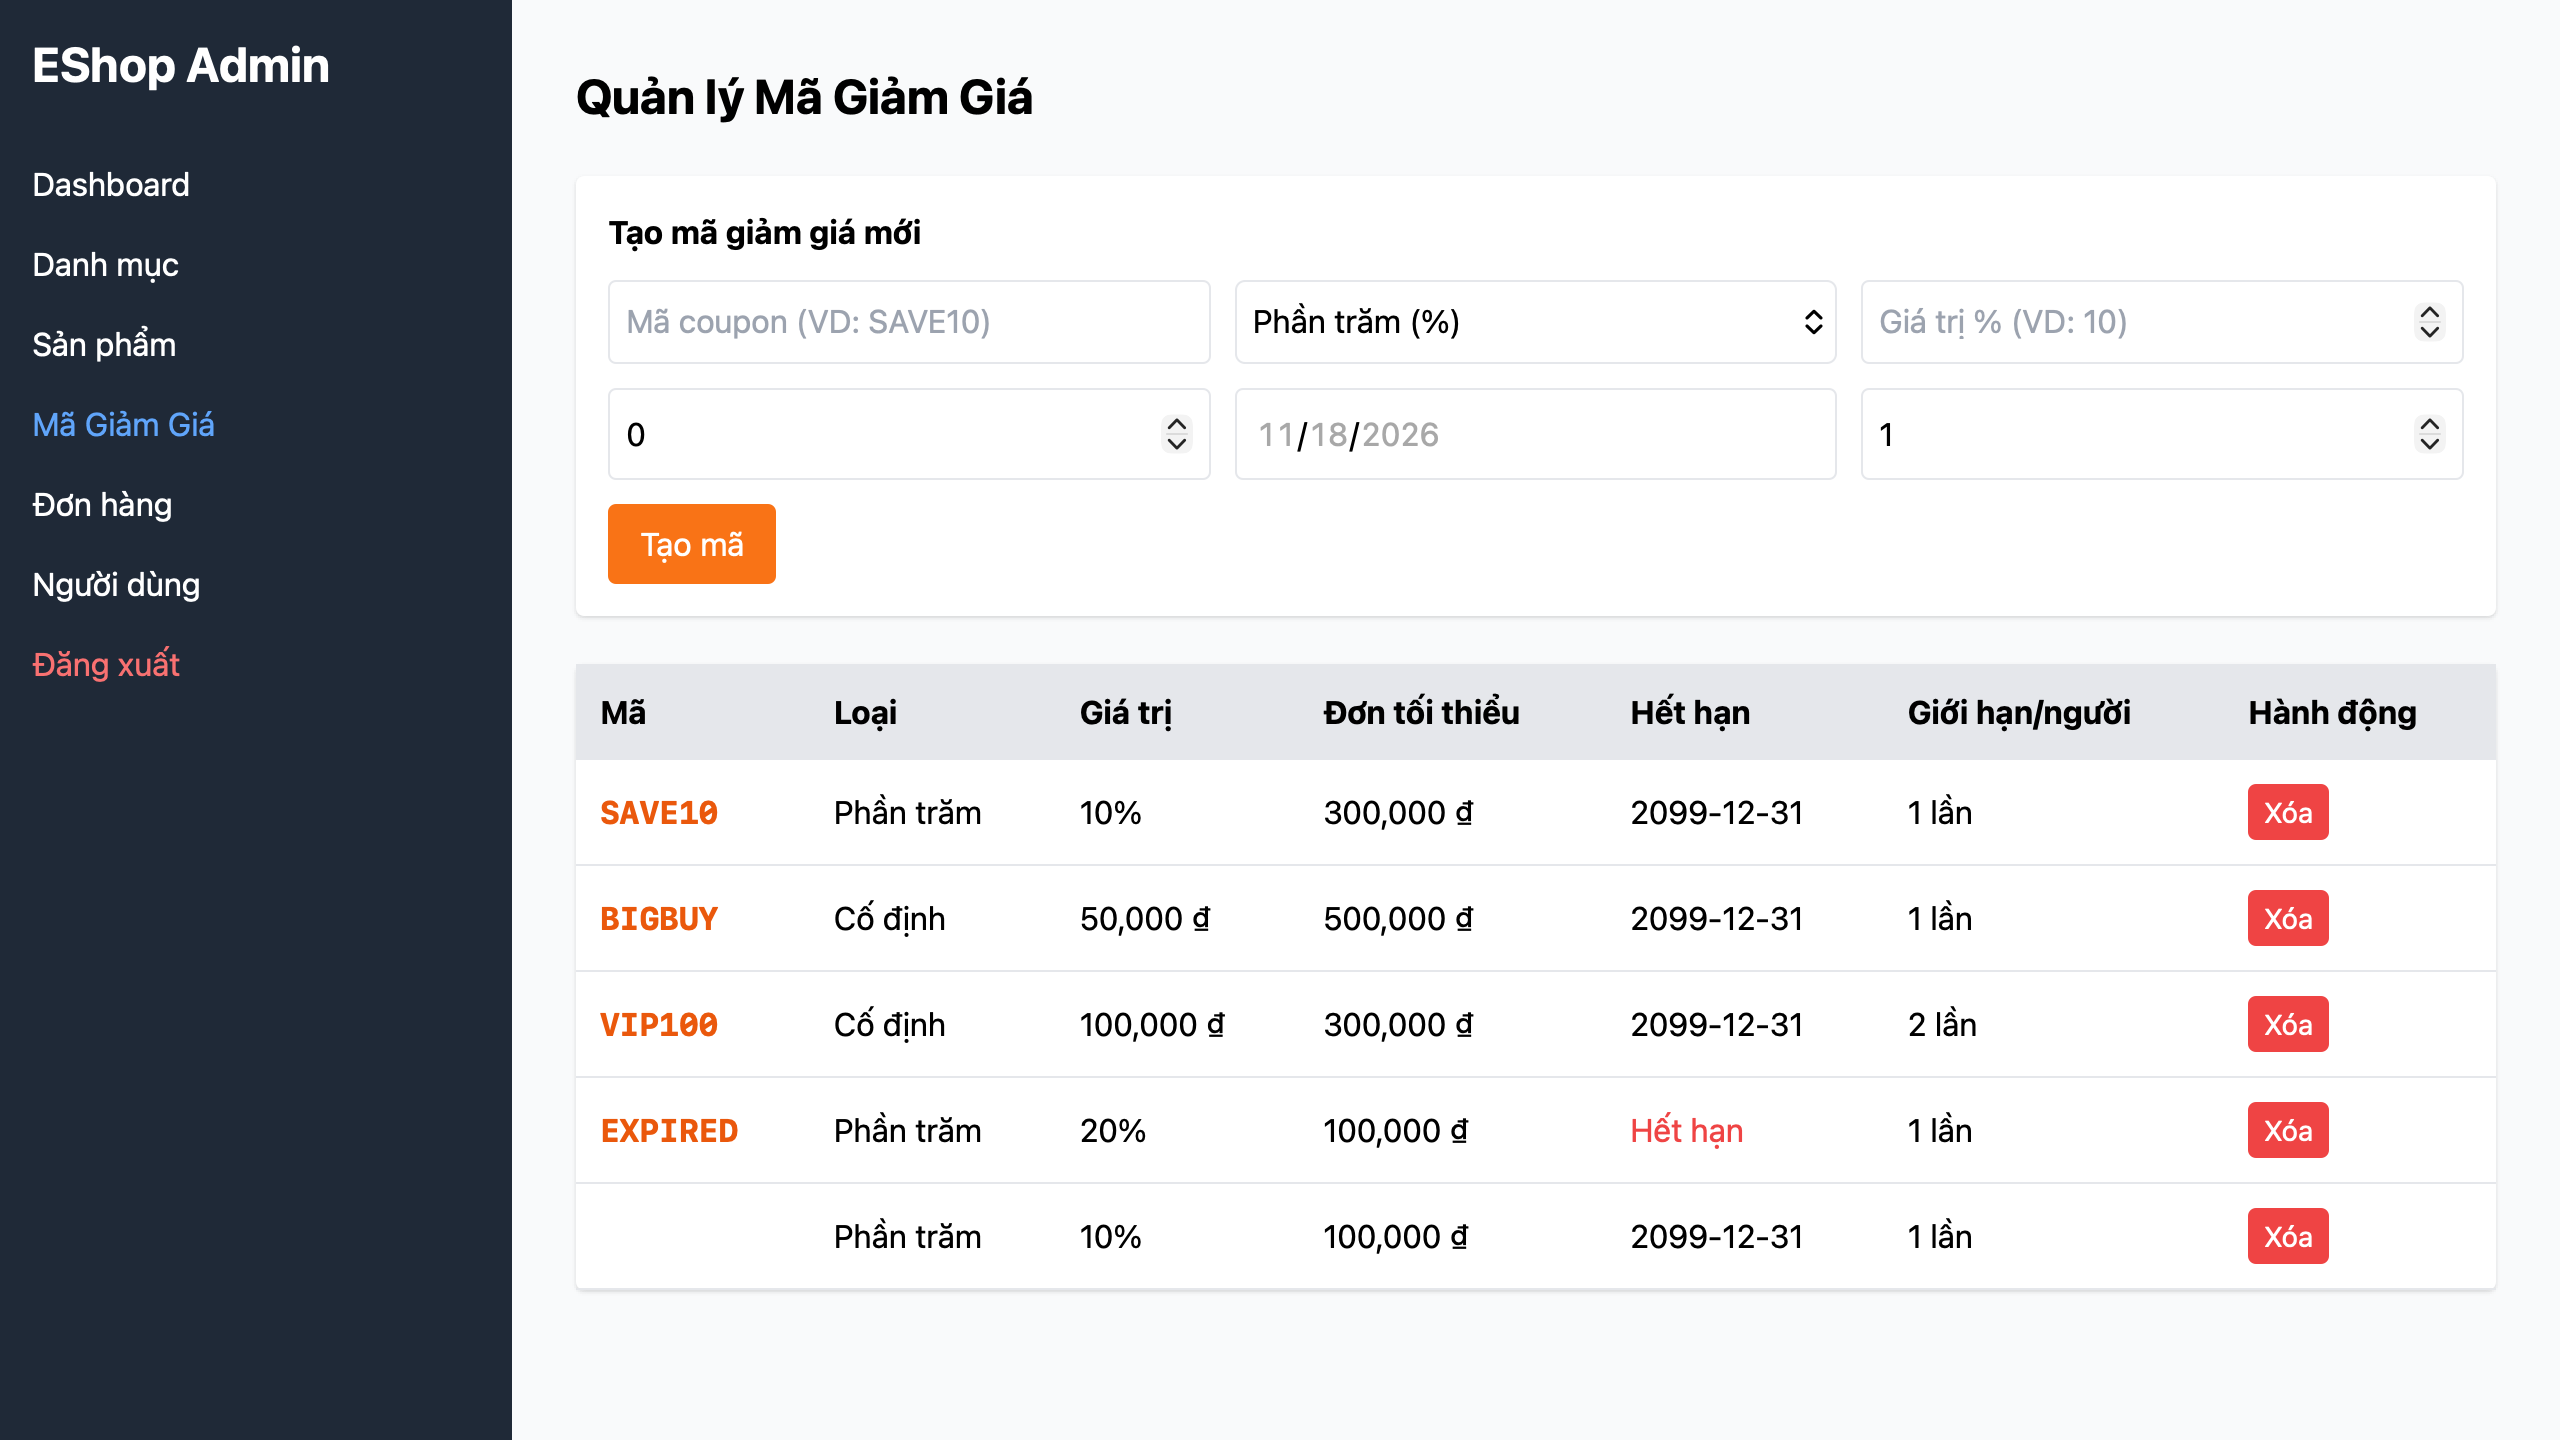 EShop Admin
Dashboard
Danh mục
Sản phẩm
Mã Giảm Giá
Đơn hàng
Người dùng
Đăng xuất
Quản lý Mã Giảm Giá
Tạo mã giảm giá mới
Mã coupon (VD: SAVE10) Phần trăm (%) Giá trị % (VD: 10)
0 11/18/2026 1
Tạo mã
Mã Loại Giá trị Đơn tối thiểu Hết hạn Giới hạn/người Hành động
SAVE10 Phần trăm 10% 300,000 ₫ 2099-12-31 1 lần Xóa
BIGBUY Cố định 50,000 ₫ 500,000 ₫ 2099-12-31 1 lần Xóa
VIP100 Cố định 100,000 ₫ 300,000 ₫ 2099-12-31 2 lần Xóa
EXPIRED Phần trăm 20% 100,000 ₫ Hết hạn 1 lần Xóa
Phần trăm 10% 100,000 ₫ 2099-12-31 1 lần Xóa